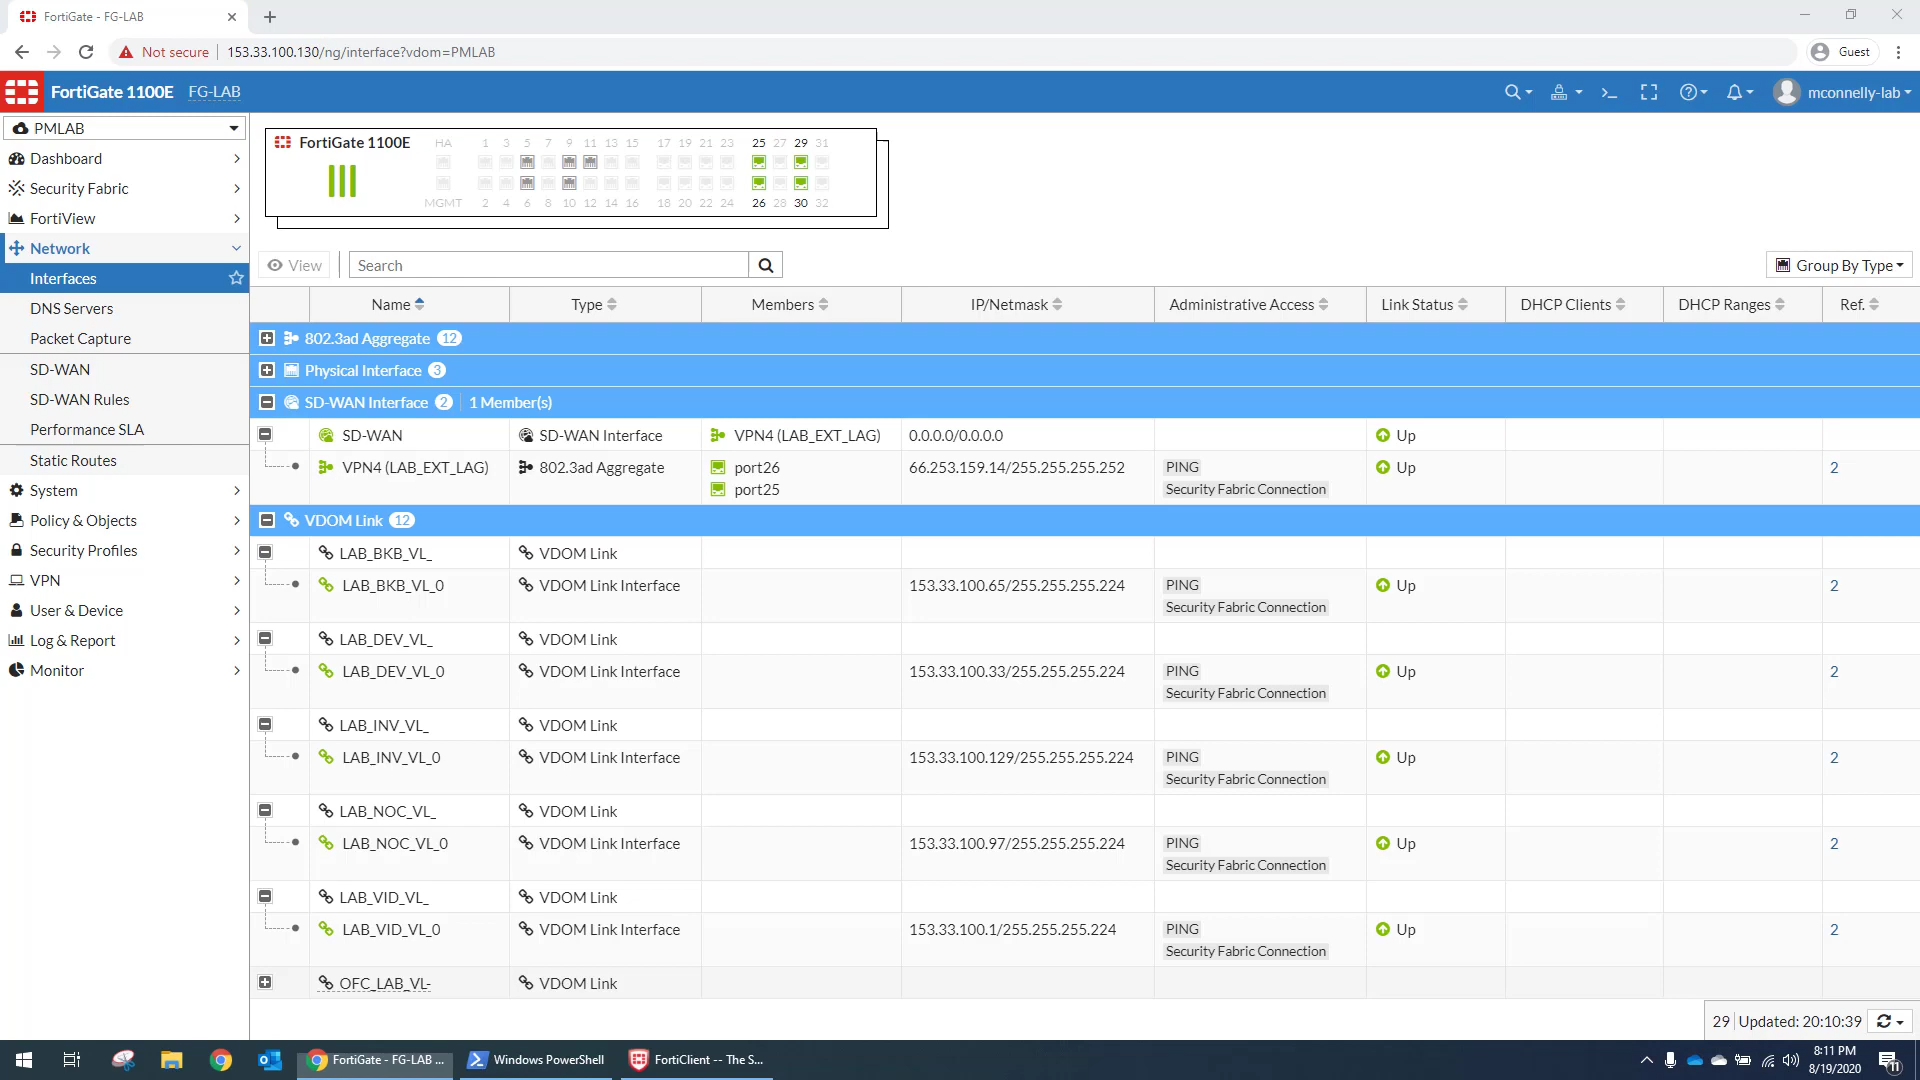 FortiGate - FG-LAB
Not secure 153.33.100.130/ng/interface?vdom=PMLAB Guest
FortiGate 1100E FG-LAB mconnelly-lab
PMLAB
Dashboard
Security Fabric
FortiView
Network
Interfaces
DNS Servers
Packet Capture
SD-WAN
SD-WAN Rules
Performance SLA
Static Routes
System
Policy & Objects
Security Profiles
VPN
User & Device
Log & Report
Monitor
FortiGate 1100E HA 1 3 5 7 9 11 13 15 17 19 21 23 25 27 29 31
MGMT 2 4 6 8 10 12 14 16 18 20 22 24 26 28 30 32
View Search Group By Type
Name Type Members IP/Netmask Administrative Access Link Status DHCP Clients DHCP Ranges Ref.
802.3ad Aggregate 12
Physical Interface 3
SD-WAN Interface 2 1 Member(s)
SD-WAN SD-WAN Interface VPN4 (LAB_EXT_LAG) 0.0.0.0/0.0.0.0 Up
VPN4 (LAB_EXT_LAG) 802.3ad Aggregate port26 66.253.159.14/255.255.255.252 PING Up 2
port25 Security Fabric Connection
VDOM Link 12
LAB_BKB_VL_ VDOM Link
LAB_BKB_VL_0 VDOM Link Interface 153.33.100.65/255.255.255.224 PING Up 2
Security Fabric Connection
LAB_DEV_VL_ VDOM Link
LAB_DEV_VL_0 VDOM Link Interface 153.33.100.33/255.255.255.224 PING Up 2
Security Fabric Connection
LAB_INV_VL_ VDOM Link
LAB_INV_VL_0 VDOM Link Interface 153.33.100.129/255.255.255.224 PING Up 2
Security Fabric Connection
LAB_NOC_VL_ VDOM Link
LAB_NOC_VL_0 VDOM Link Interface 153.33.100.97/255.255.255.224 PING Up 2
Security Fabric Connection
LAB_VID_VL_ VDOM Link
LAB_VID_VL_0 VDOM Link Interface 153.33.100.1/255.255.255.224 PING Up 2
Security Fabric Connection
OFC_LAB_VL- VDOM Link
29 Updated: 20:10:39
FortiGate - FG-LAB ... Windows PowerShell FortiClient -- The S... 8:11 PM
8/19/2020 11